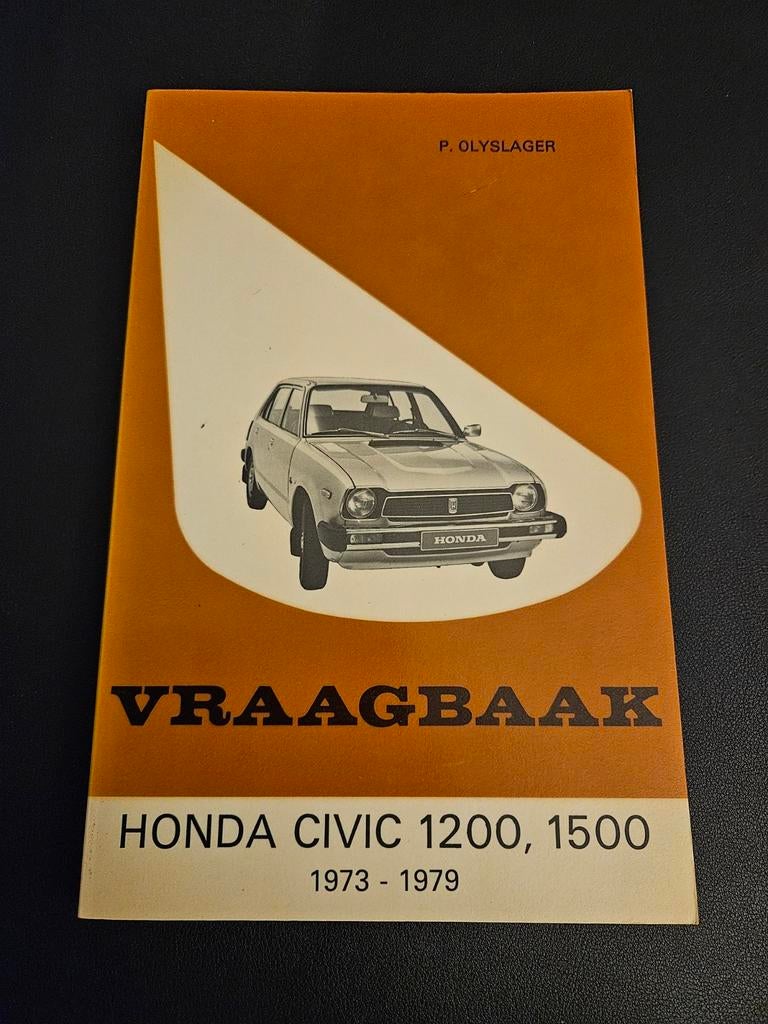 P. OLYSLAGER
HONDA
VRAAGBAAK
HONDA CIVIC 1200, 1500
1973 - 1979